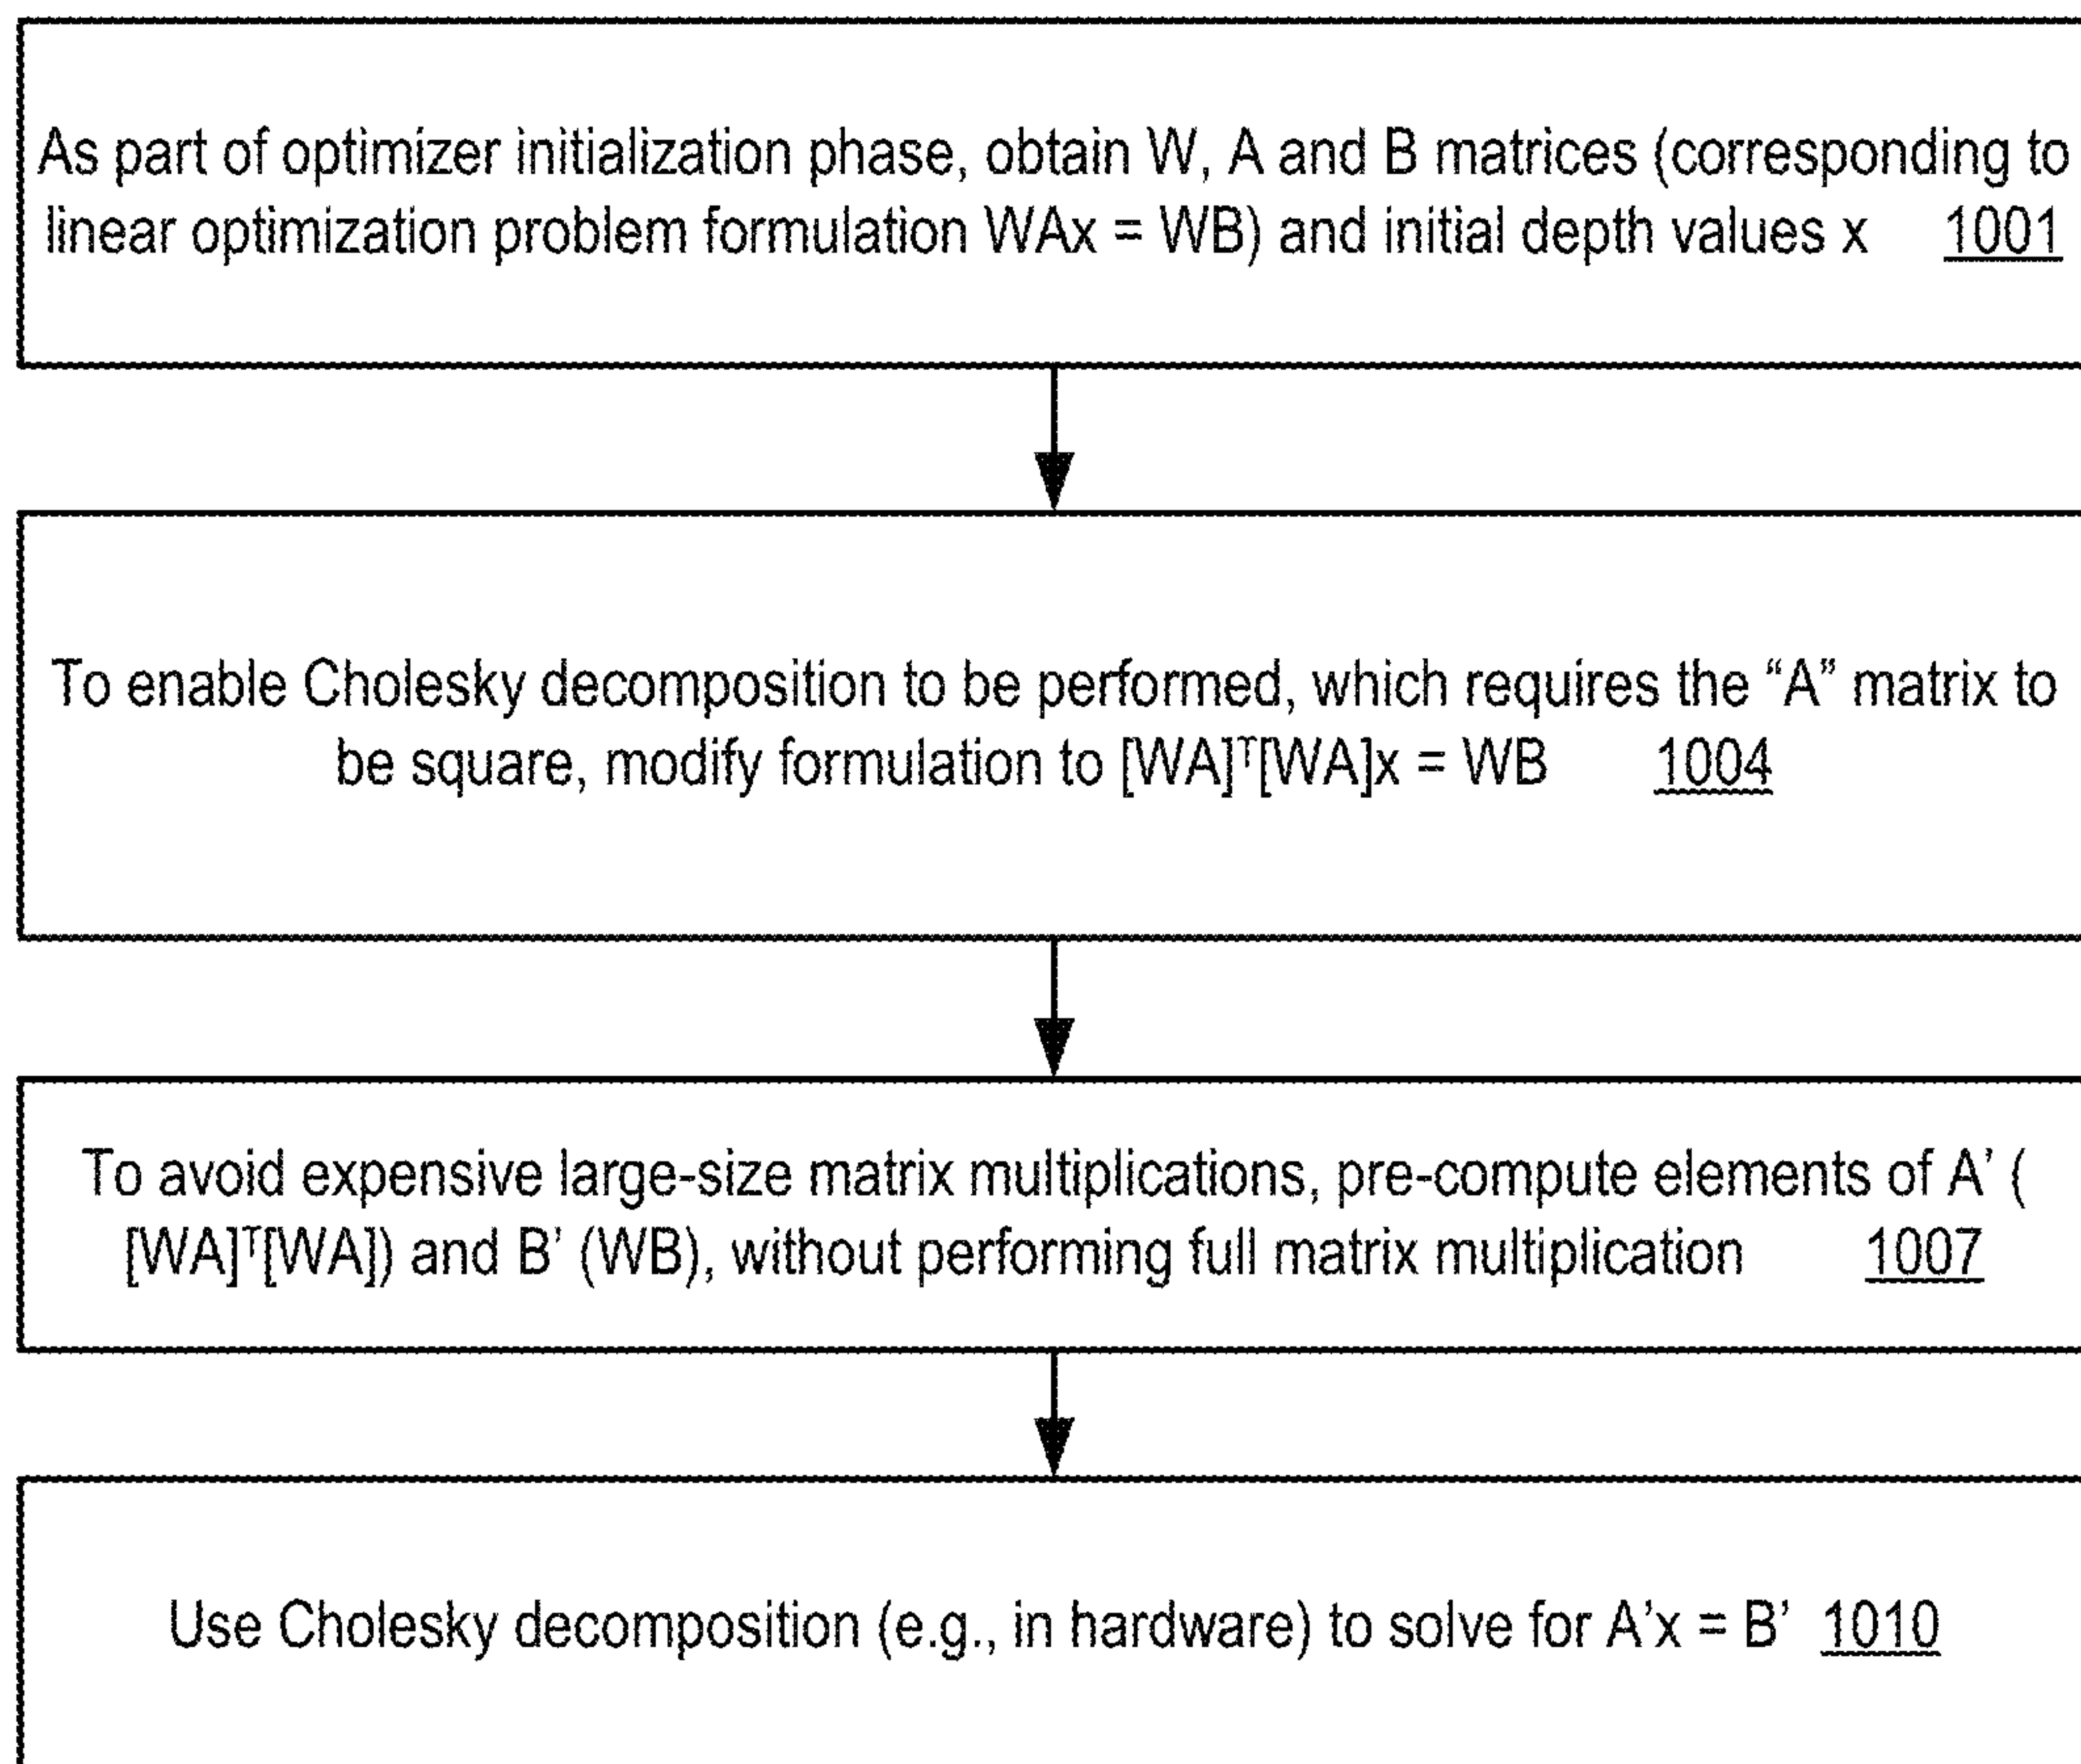 As part of optimizer initialization phase, obtain W, A and B matrices (corresponding to
linear optimization problem formulation WAx = WB) and initial depth values x 1001
To enable Cholesky decomposition to be performed, which requires the “A” matrix to
be square, modify formulation to [WA]ᵀ[WA]x = WB 1004
To avoid expensive large-size matrix multiplications, pre-compute elements of A’ (
[WA]ᵀ[WA]) and B’ (WB), without performing full matrix multiplication 1007
Use Cholesky decomposition (e.g., in hardware) to solve for A’x = B’ 1010